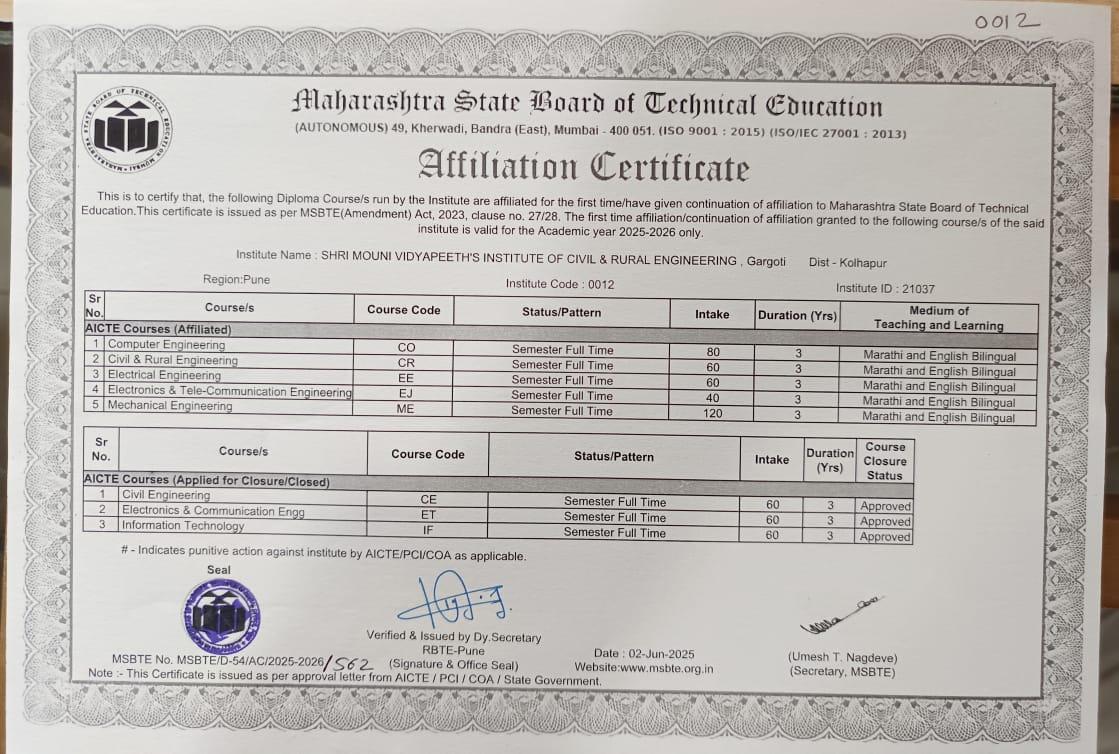 0012
Maharashtra State Board of Technical Education
(AUTONOMOUS) 49, Kherwadi, Bandra (East), Mumbai - 400 051. (ISO 9001 : 2015) (ISO/IEC 27001 : 2013)
Affiliation Certificate
This is to certify that, the following Diploma Course/s run by the Institute are affiliated for the first time/have given continuation of affiliation to Maharashtra State Board of Technical
Education.This certificate is issued as per MSBTE(Amendment) Act, 2023, clause no. 27/28. The first time affiliation/continuation of affiliation granted to the following course/s of the said
institute is valid for the Academic year 2025-2026 only.
Institute Name : SHRI MOUNI VIDYAPEETH'S INSTITUTE OF CIVIL & RURAL ENGINEERING , Gargoti Dist - Kolhapur
Region:Pune Institute Code : 0012 Institute ID : 21037
Sr No. Course/s Course Code Status/Pattern Intake Duration (Yrs) Medium of Teaching and Learning
AICTE Courses (Affiliated)
1 Computer Engineering CO Semester Full Time 80 3 Marathi and English Bilingual
2 Civil & Rural Engineering CR Semester Full Time 60 3 Marathi and English Bilingual
3 Electrical Engineering EE Semester Full Time 60 3 Marathi and English Bilingual
4 Electronics & Tele-Communication Engineering EJ Semester Full Time 40 3 Marathi and English Bilingual
5 Mechanical Engineering ME Semester Full Time 120 3 Marathi and English Bilingual
Sr No. Course/s Course Code Status/Pattern Intake Duration (Yrs) Course Closure Status
AICTE Courses (Applied for Closure/Closed)
1 Civil Engineering CE Semester Full Time 60 3 Approved
2 Electronics & Communication Engg ET Semester Full Time 60 3 Approved
3 Information Technology IF Semester Full Time 60 3 Approved
# - Indicates punitive action against institute by AICTE/PCI/COA as applicable.
Seal
Verified & Issued by Dy.Secretary
RBTE-Pune
(Signature & Office Seal)
MSBTE No. MSBTE/D-54/AC/2025-2026/562
Date : 02-Jun-2025
Website:www.msbte.org.in
(Umesh T. Nagdeve)
(Secretary, MSBTE)
Note :- This Certificate is issued as per approval letter from AICTE / PCI / COA / State Government.